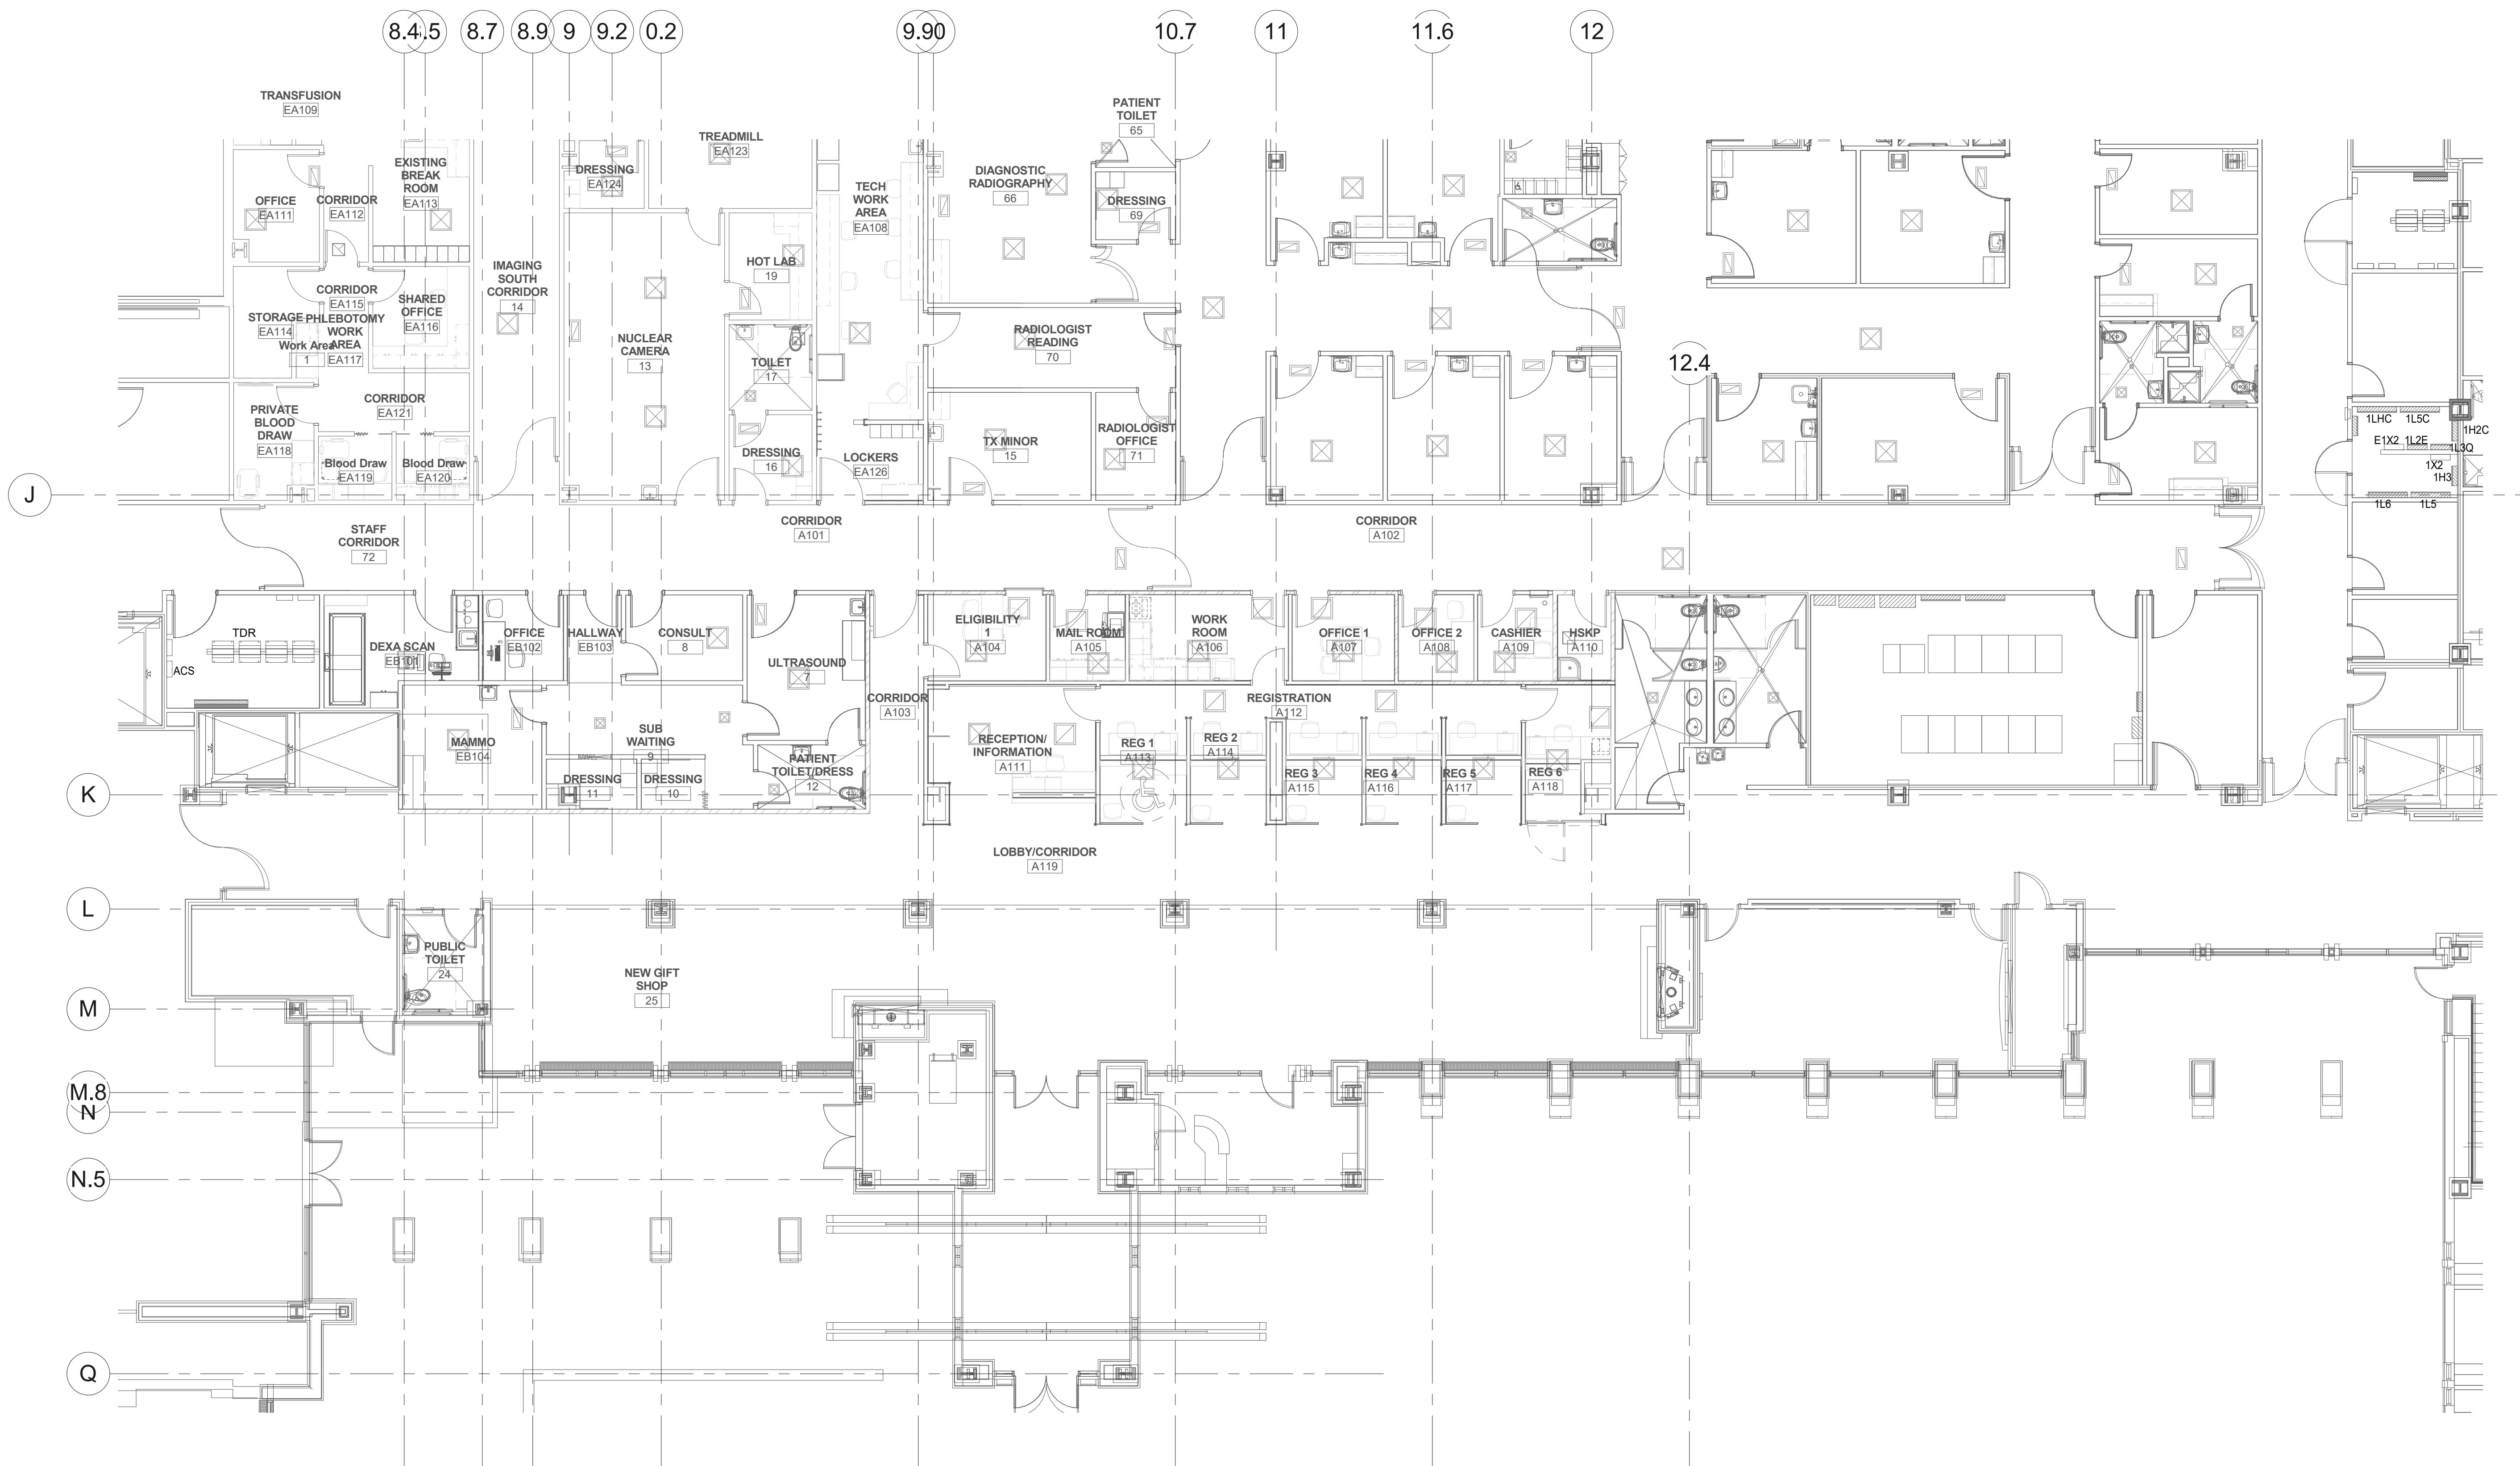 8.4
.5
8.7
8.9
9
9.2
0.2
9.9
0
10.7
11
11.6
12
TRANSFUSION
EA109
PATIENT
TOILET
65
TREADMILL
EA123
EXISTING
BREAK
ROOM
EA113
DRESSING
EA124
TECH
WORK
AREA
EA108
DIAGNOSTIC
RADIOGRAPHY
66
OFFICE
EA111
CORRIDOR
EA112
DRESSING
69
IMAGING
SOUTH
CORRIDOR
14
HOT LAB
19
CORRIDOR
EA115
SHARED
OFFICE
EA116
STORAGE
EA114
PHLEBOTOMY
WORK
AREA
EA117
Work Area
1
NUCLEAR
CAMERA
13
RADIOLOGIST
READING
70
TOILET
17
12.4
CORRIDOR
EA121
PRIVATE
BLOOD
DRAW
EA118
Blood Draw
EA119
Blood Draw
EA120
DRESSING
16
LOCKERS
EA126
TX MINOR
15
RADIOLOGIST
OFFICE
71
1LHC
1L5C
1H2C
E1X2
1L2E
1L3Q
1X2
1H3
1L6
1L5
J
STAFF
CORRIDOR
72
CORRIDOR
A101
CORRIDOR
A102
TDR
ACS
DEXA SCAN
EB101
OFFICE
EB102
HALLWAY
EB103
CONSULT
8
ULTRASOUND
7
ELIGIBILITY
1
A104
MAIL ROOM
A105
WORK
ROOM
A106
OFFICE 1
A107
OFFICE 2
A108
CASHIER
A109
HSKP
A110
CORRIDOR
A103
REGISTRATION
A112
MAMMO
EB104
SUB
WAITING
9
RECEPTION/
INFORMATION
A111
REG 1
A113
REG 2
A114
PATIENT
TOILET/DRESS
12
DRESSING
11
DRESSING
10
REG 3
A115
REG 4
A116
REG 5
A117
REG 6
A118
K
LOBBY/CORRIDOR
A119
L
PUBLIC
TOILET
24
NEW GIFT
SHOP
25
M
M.8
N
N.5
Q